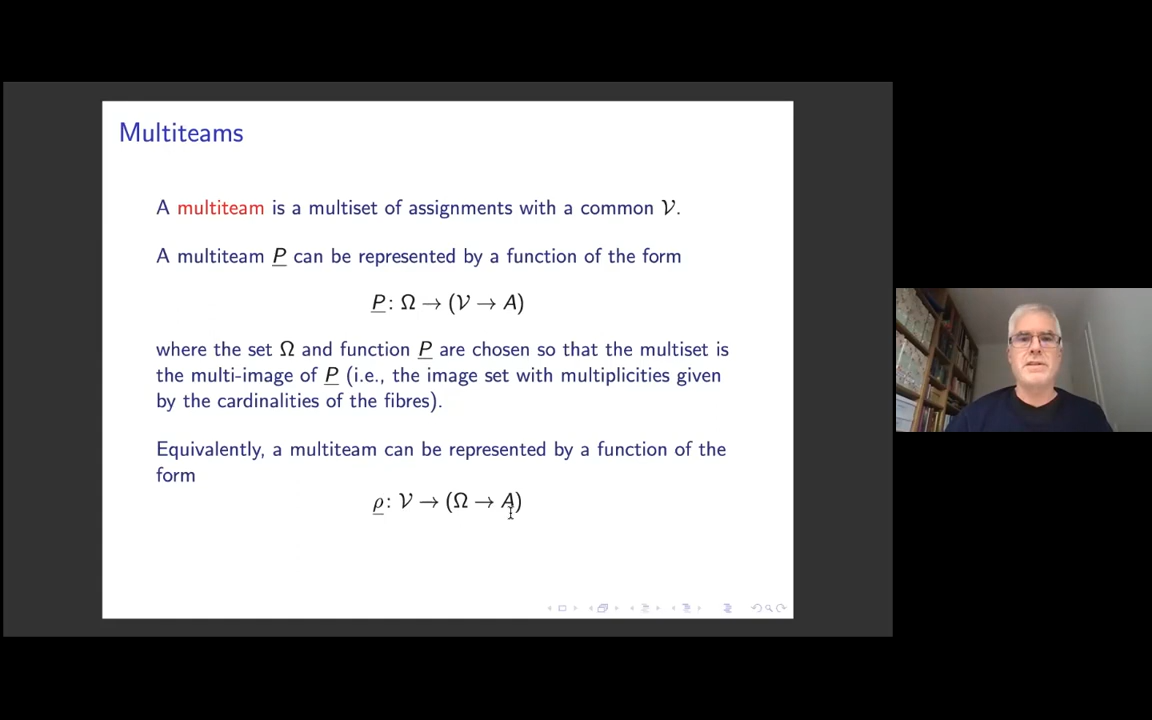 Multiteams
A multiteam is a multiset of assignments with a common 𝒱.
A multiteam P can be represented by a function of the form
P: Ω → (𝒱 → A)
where the set Ω and function P are chosen so that the multiset is
the multi-image of P (i.e., the image set with multiplicities given
by the cardinalities of the fibres).
Equivalently, a multiteam can be represented by a function of the
form
ρ: 𝒱 → (Ω → A)